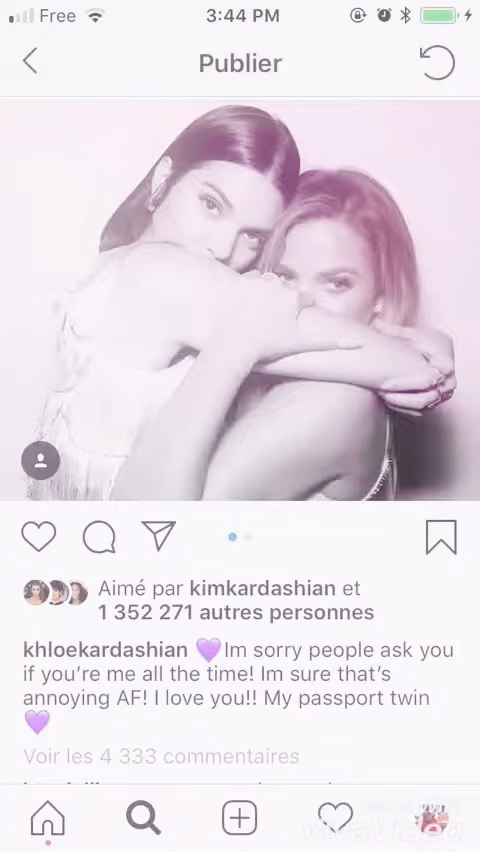 Free 3:44 PM
Publier
Aimé par kimkardashian et
1 352 271 autres personnes
khloekardashian 💜Im sorry people ask you
if you're me all the time! Im sure that's
annoying AF! I love you!! My passport twin
💜
Voir les 4 333 commentaires